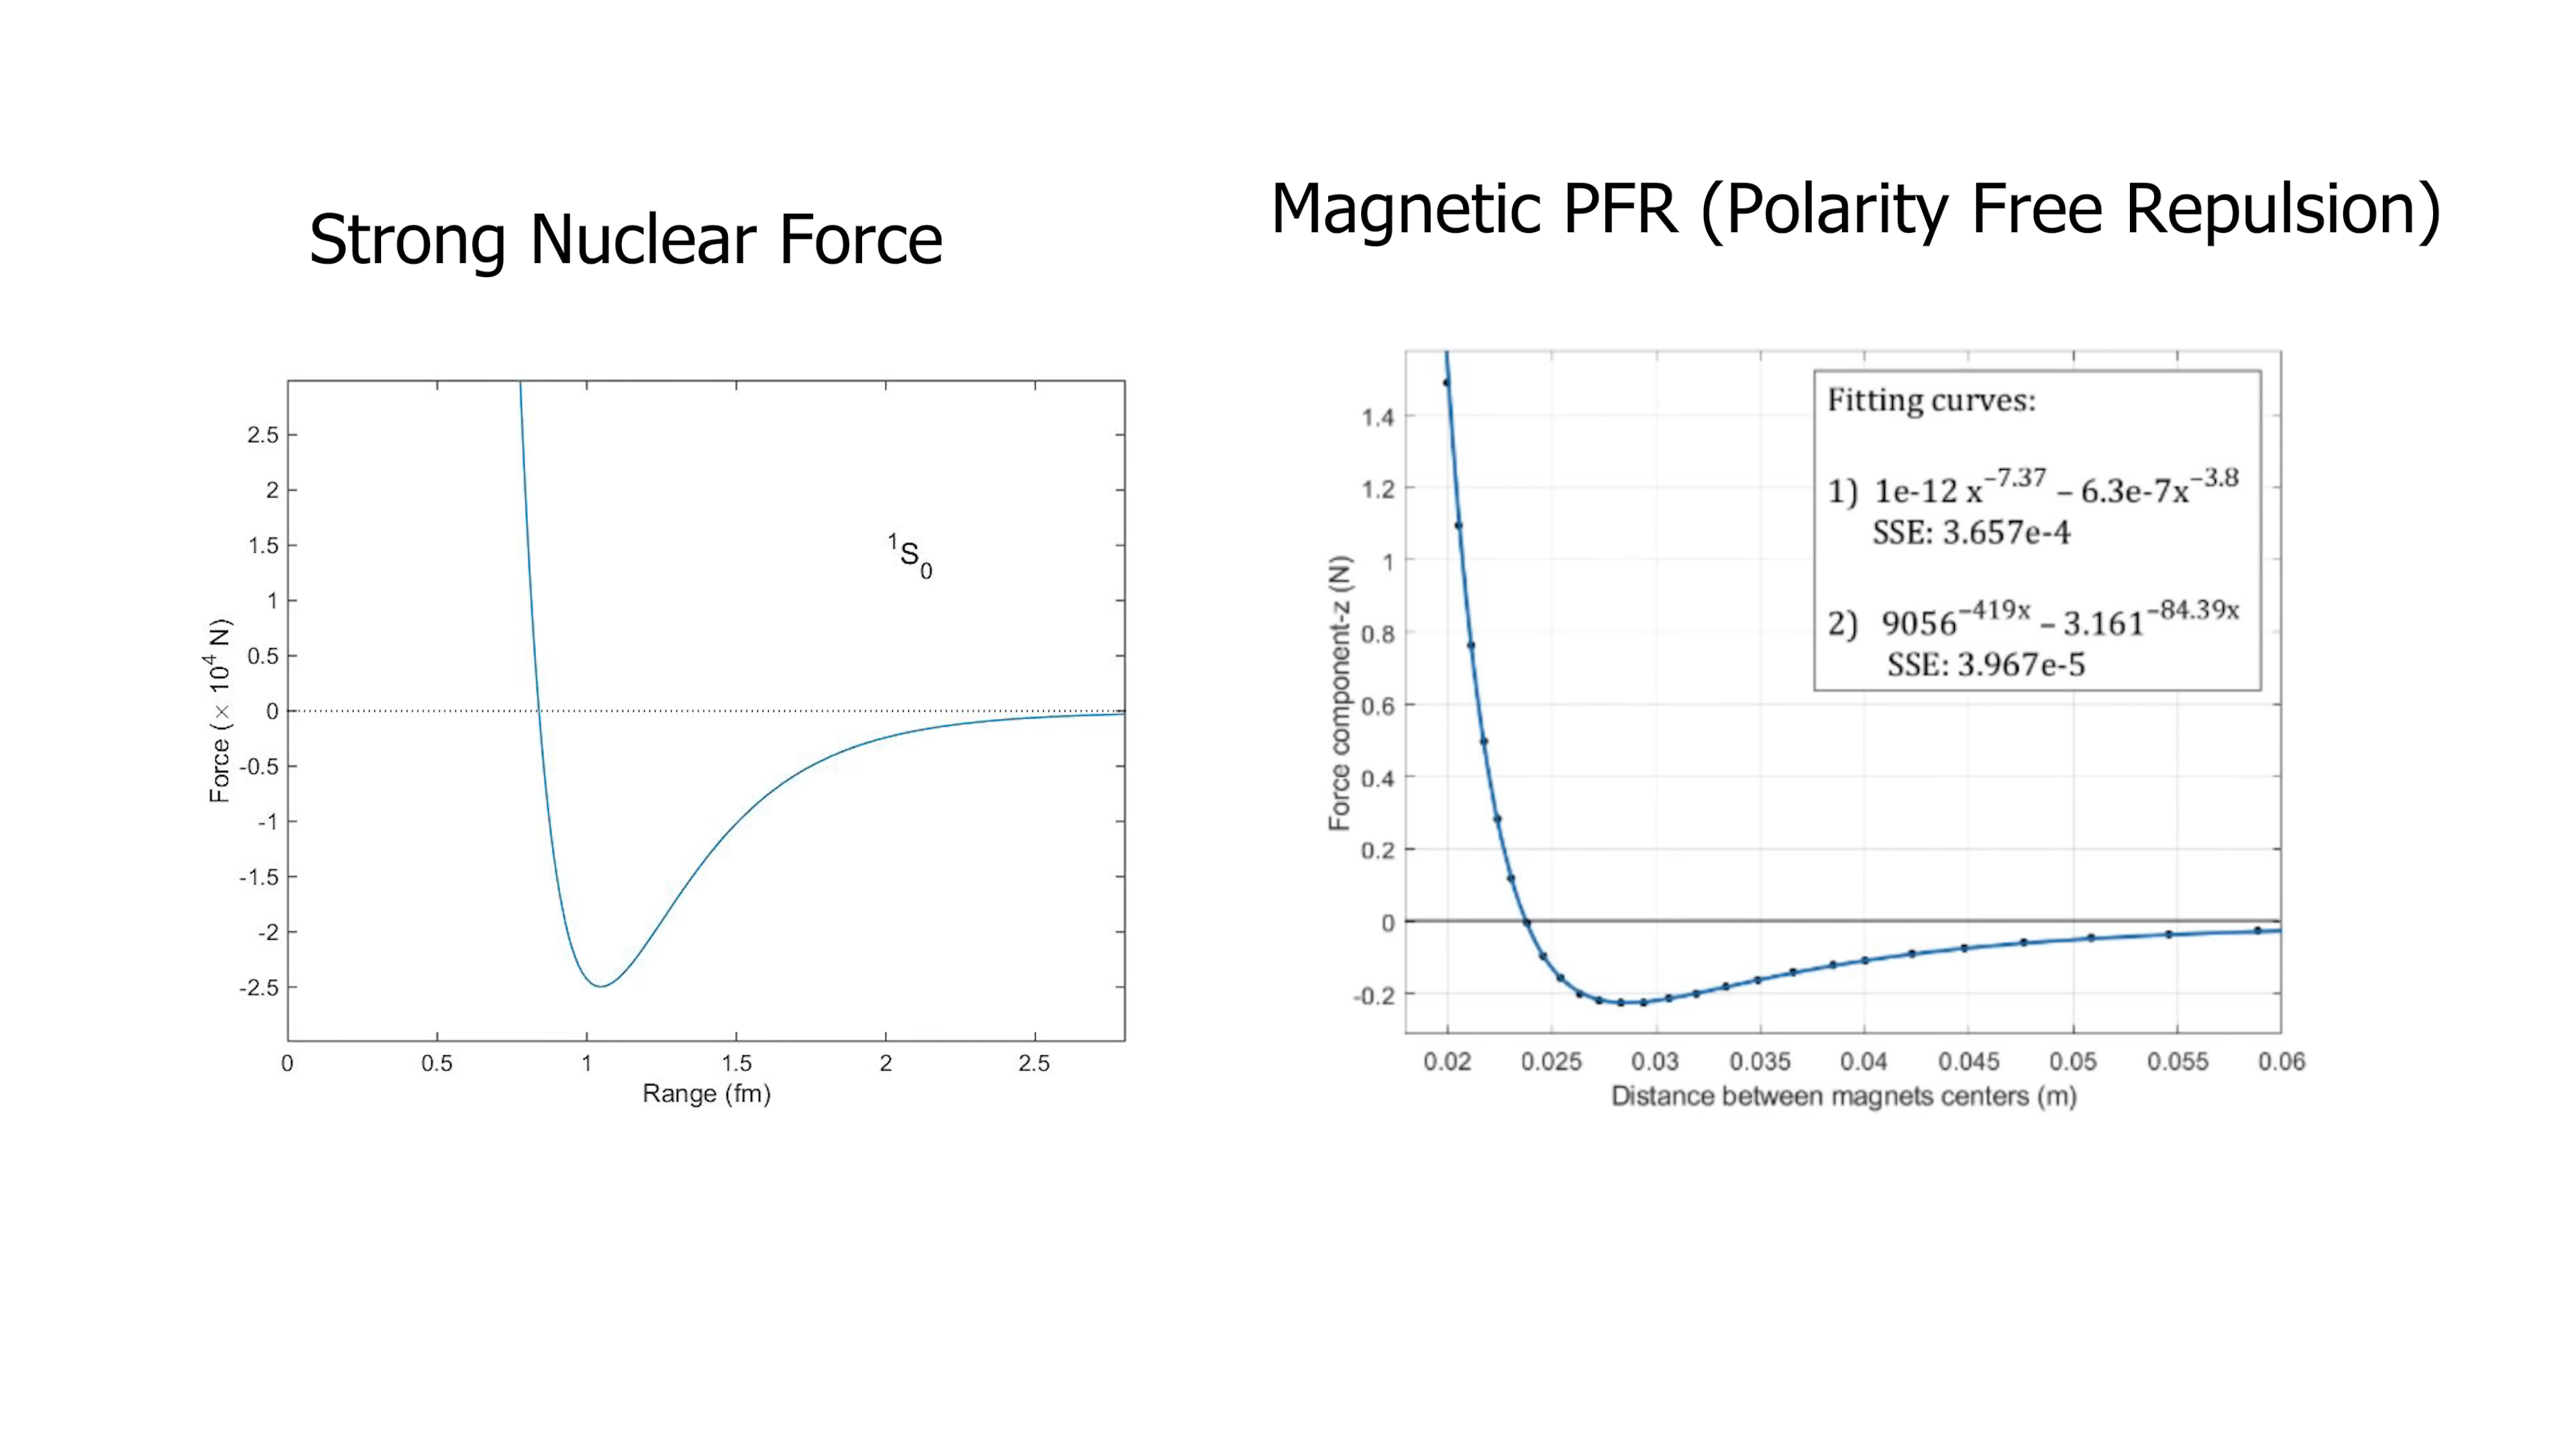 Strong Nuclear Force
Magnetic PFR (Polarity Free Repulsion)
Force (× 10⁴ N)
2.5
2
1.5
1
0.5
0
-0.5
-1
-1.5
-2
-2.5
¹S₀
0 0.5 1 1.5 2 2.5
Range (fm)
Force component-z (N)
1.4
1.2
1
0.8
0.6
0.4
0.2
0
-0.2
Fitting curves:
1) 1e-12 x^−7.37 – 6.3e-7x^−3.8
SSE: 3.657e-4
2) 9056^−419x – 3.161^−84.39x
SSE: 3.967e-5
0.02 0.025 0.03 0.035 0.04 0.045 0.05 0.055 0.06
Distance between magnets centers (m)